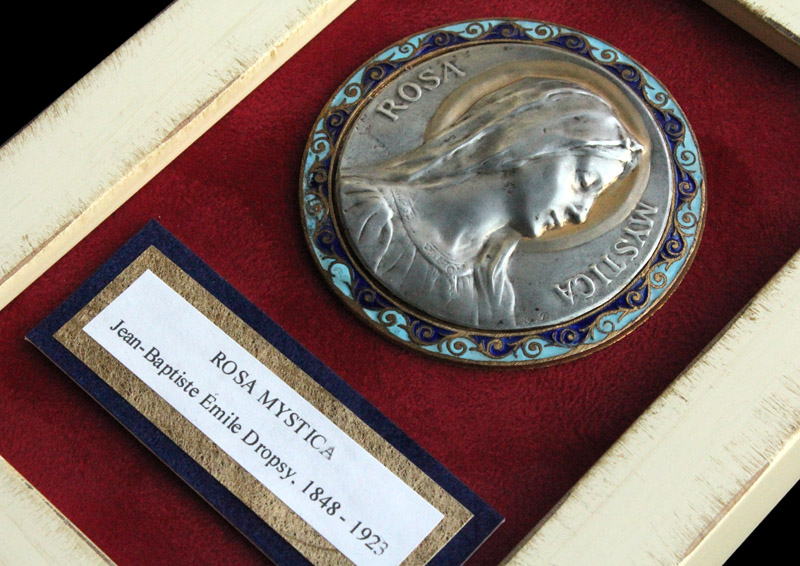 ROSA
MYSTICA
ROSA MYSTICA
Jean-Baptiste Émile Dropsy. 1848 - 1923